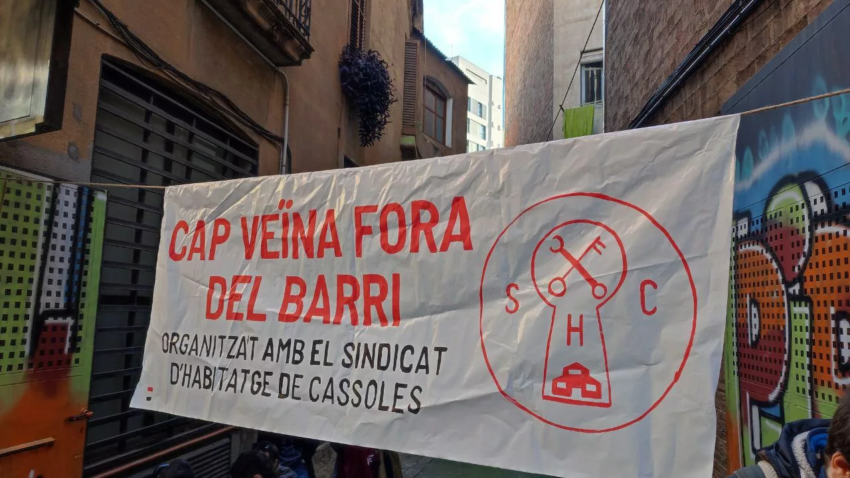 CAP VEÏNA FORA
DEL BARRI
ORGANITZAT AMB EL SINDICAT
D'HABITATGE DE CASSOLES
S H C